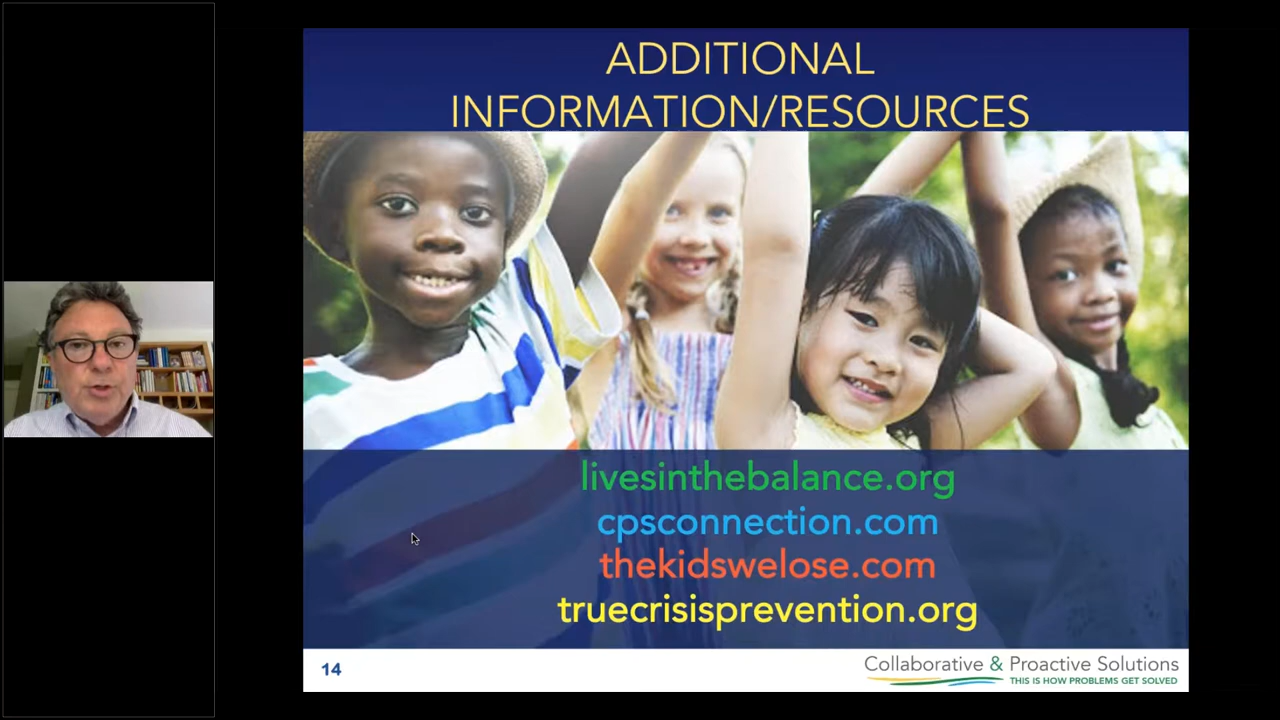 ADDITIONAL
INFORMATION/RESOURCES
livesinthebalance.org
cpsconnection.com
thekidswelose.com
truecrisisprevention.org
14
Collaborative & Proactive Solutions
THIS IS HOW PROBLEMS GET SOLVED